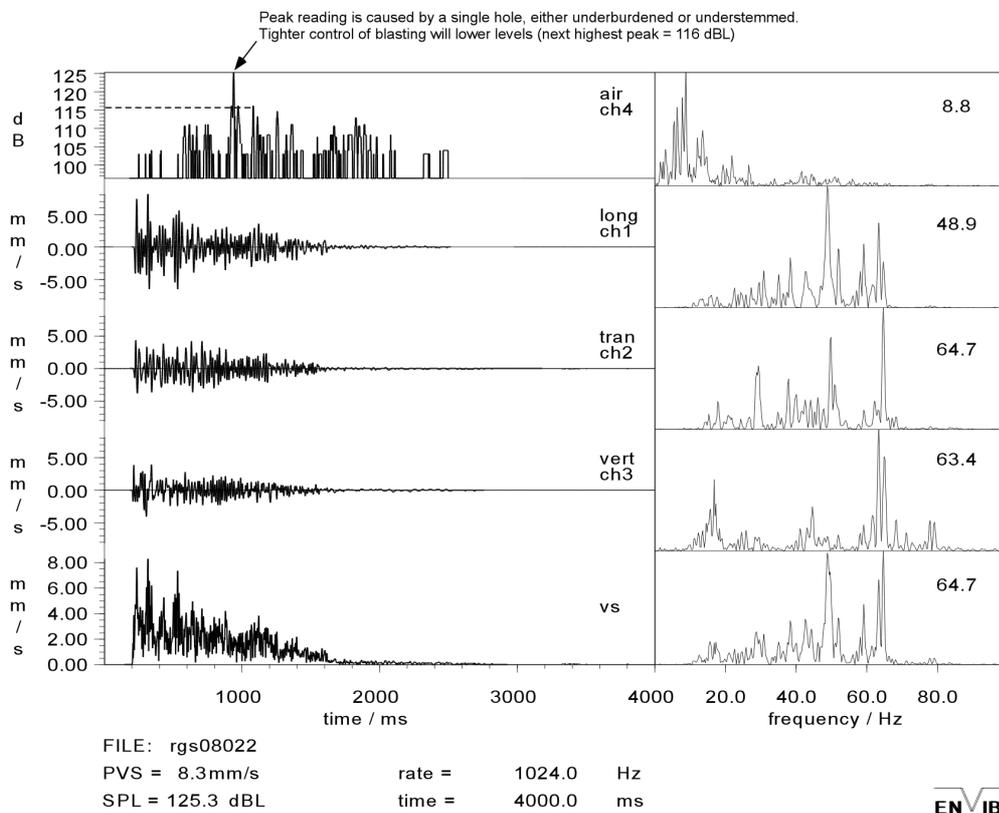 Peak reading is caused by a single hole, either underburdened or understemmed.
Tighter control of blasting will lower levels (next highest peak = 116 dBL)
d
B
125
120
115
110
105
100
air
ch4
8.8
m
m
/
s
5.00
0.00
-5.00
long
ch1
48.9
m
m
/
s
5.00
0.00
-5.00
tran
ch2
64.7
m
m
/
s
5.00
0.00
-5.00
vert
ch3
63.4
m
m
/
s
8.00
6.00
4.00
2.00
0.00
vs
64.7
1000 2000 3000 4000 20.0 40.0 60.0 80.0
time / ms frequency / Hz
FILE: rgs08022
PVS = 8.3mm/s rate = 1024.0 Hz
SPL = 125.3 dBL time = 4000.0 ms
EN IB